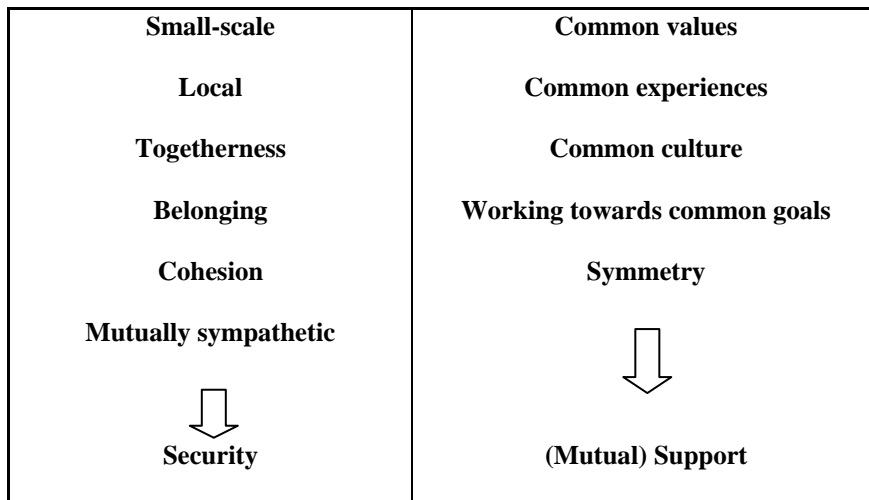 Small-scale
Local
Togetherness
Belonging
Cohesion
Mutually sympathetic
Security
Common values
Common experiences
Common culture
Working towards common goals
Symmetry
(Mutual) Support